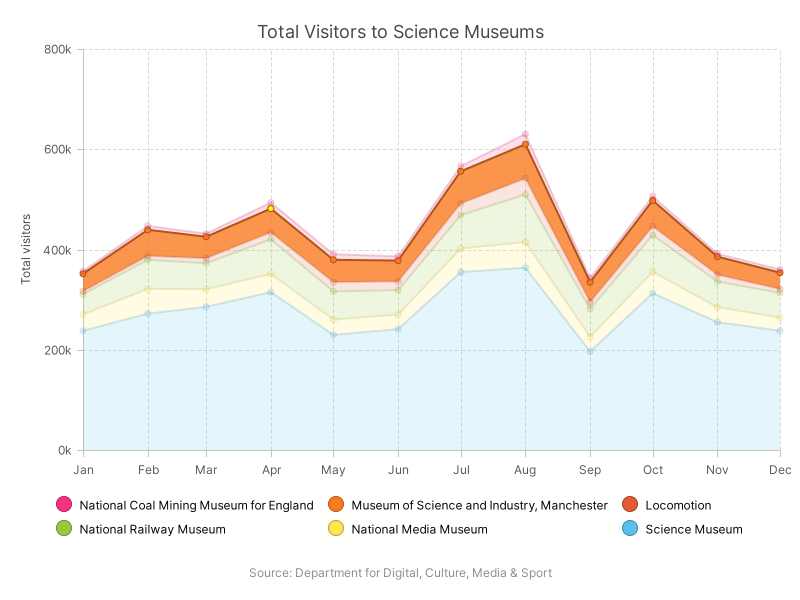 Total Visitors to Science Museums
Total visitors
800k
600k
400k
200k
0k
Jan Feb Mar Apr May Jun Jul Aug Sep Oct Nov Dec
National Coal Mining Museum for England Museum of Science and Industry, Manchester Locomotion
National Railway Museum National Media Museum Science Museum
Source: Department for Digital, Culture, Media & Sport